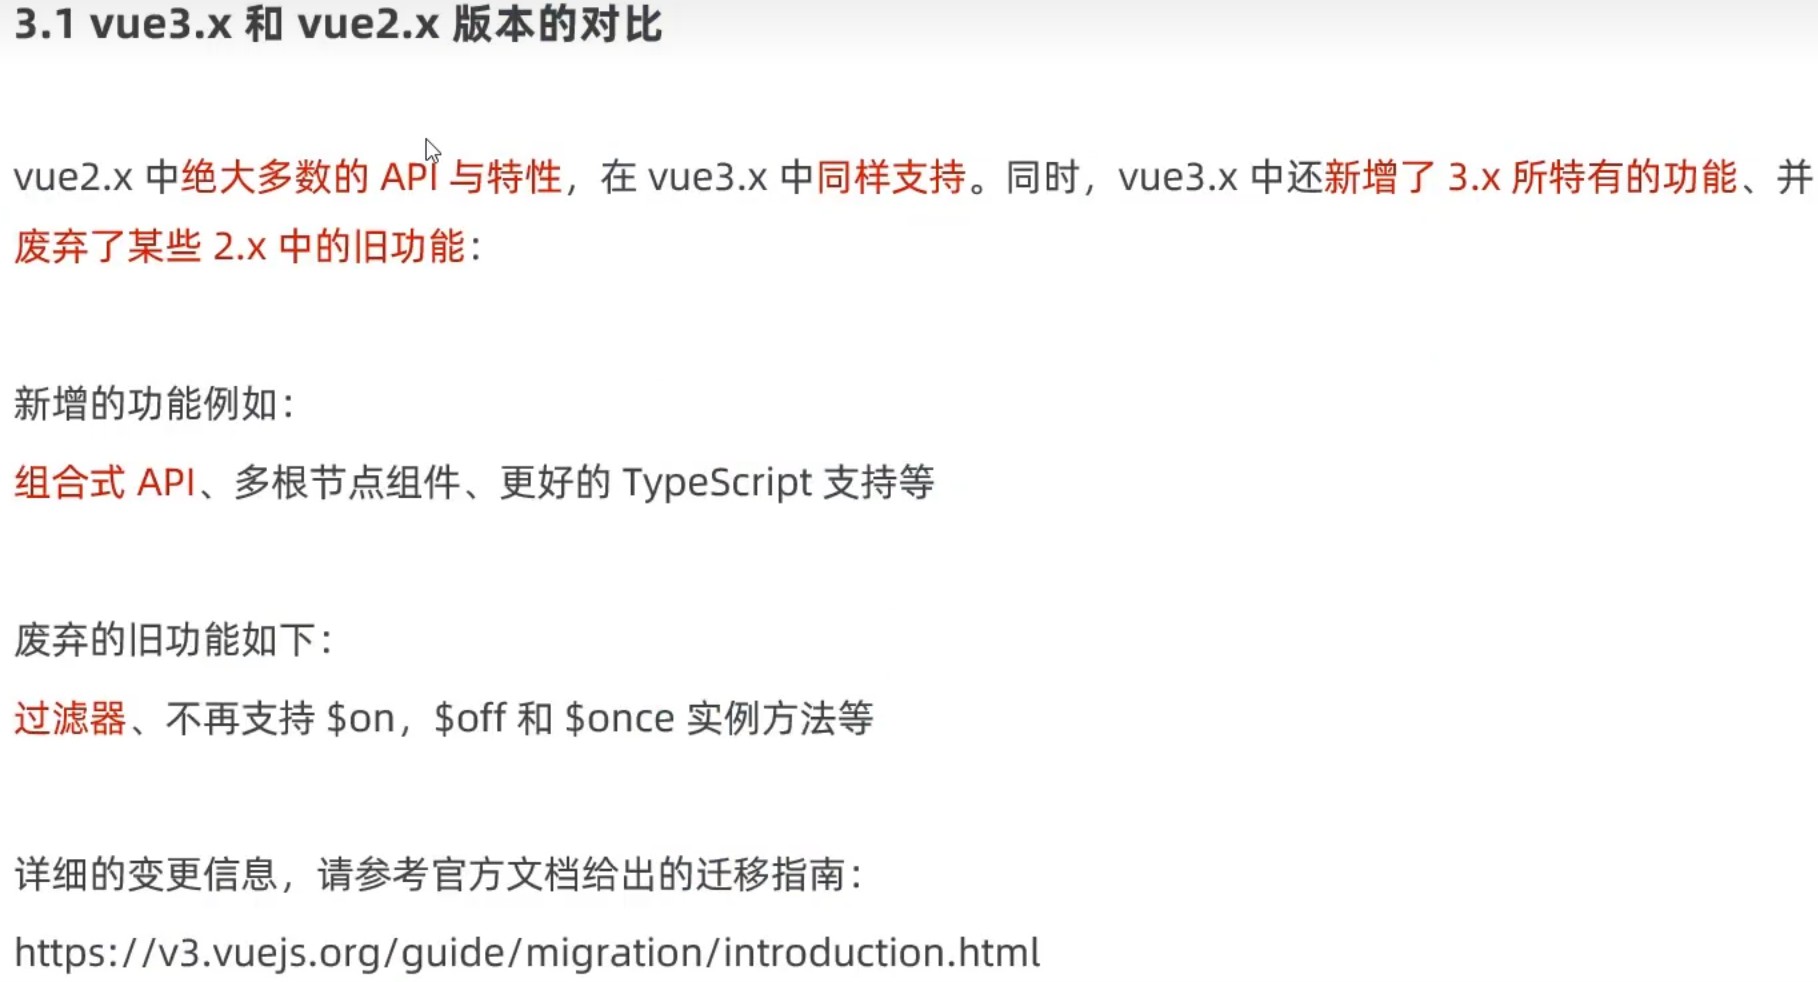 3.1 vue3.x 和 vue2.x 版本的对比
vue2.x 中绝大多数的 API 与特性，在 vue3.x 中同样支持。同时，vue3.x 中还新增了 3.x 所特有的功能、并
废弃了某些 2.x 中的旧功能：
新增的功能例如：
组合式 API、多根节点组件、更好的 TypeScript 支持等
废弃的旧功能如下：
过滤器、不再支持 $on，$off 和 $once 实例方法等
详细的变更信息，请参考官方文档给出的迁移指南：
https://v3.vuejs.org/guide/migration/introduction.html